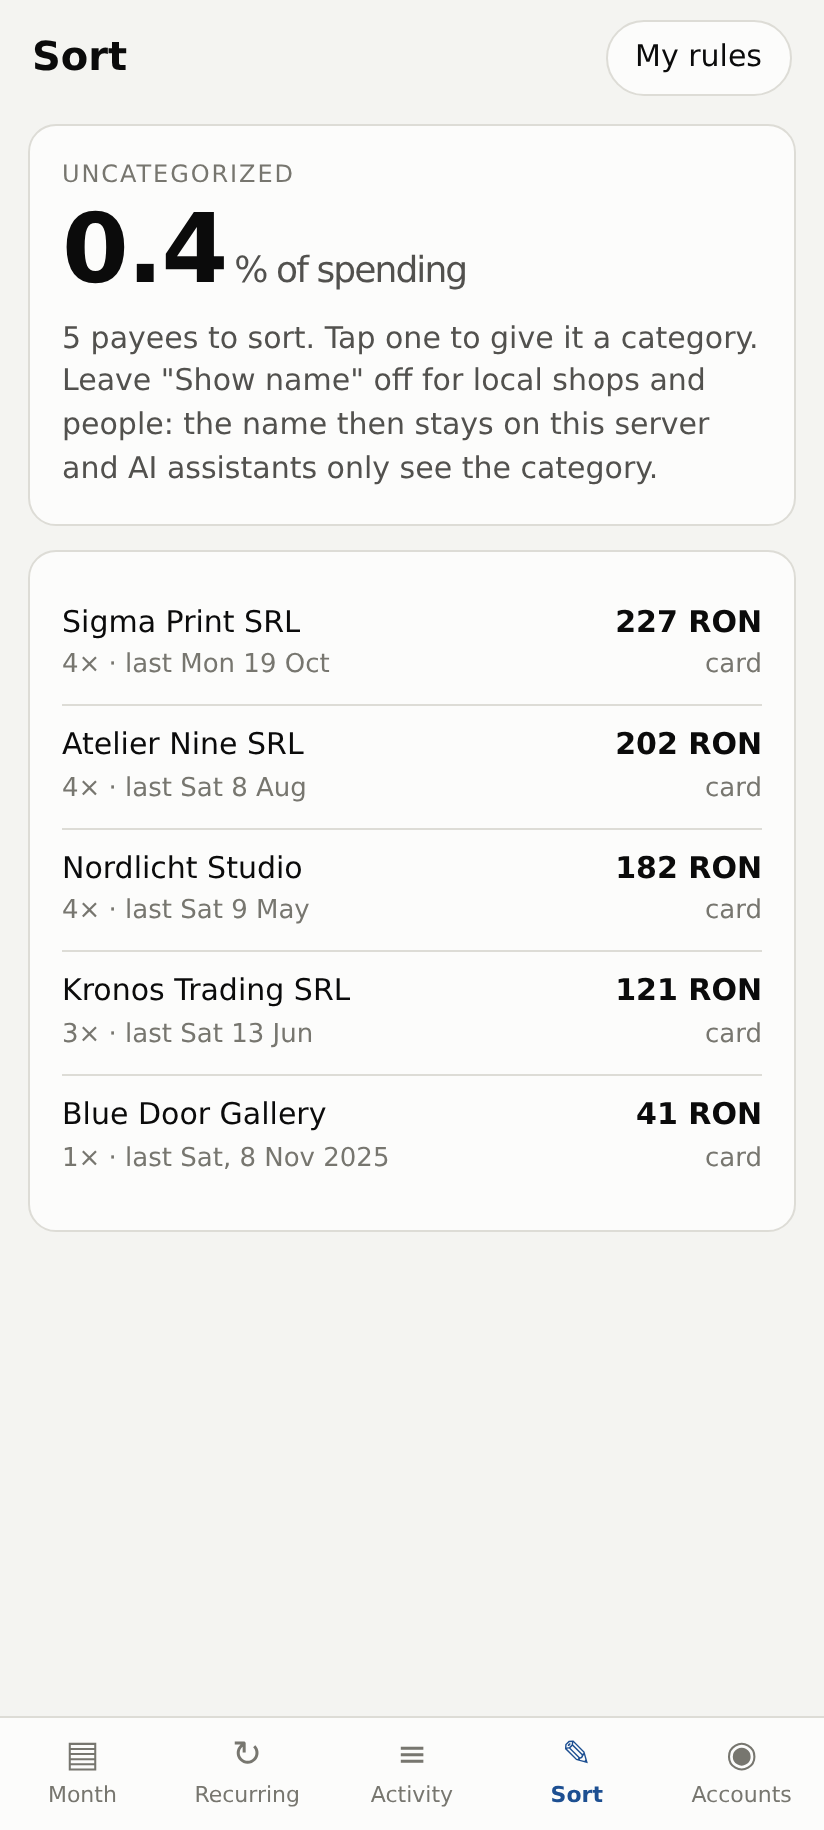 Sort
My rules
UNCATEGORIZED
0.4 % of spending
5 payees to sort. Tap one to give it a category.
Leave "Show name" off for local shops and
people: the name then stays on this server
and AI assistants only see the category.
Sigma Print SRL 227 RON
4× · last Mon 19 Oct card
Atelier Nine SRL 202 RON
4× · last Sat 8 Aug card
Nordlicht Studio 182 RON
4× · last Sat 9 May card
Kronos Trading SRL 121 RON
3× · last Sat 13 Jun card
Blue Door Gallery 41 RON
1× · last Sat, 8 Nov 2025 card
Month Recurring Activity Sort Accounts